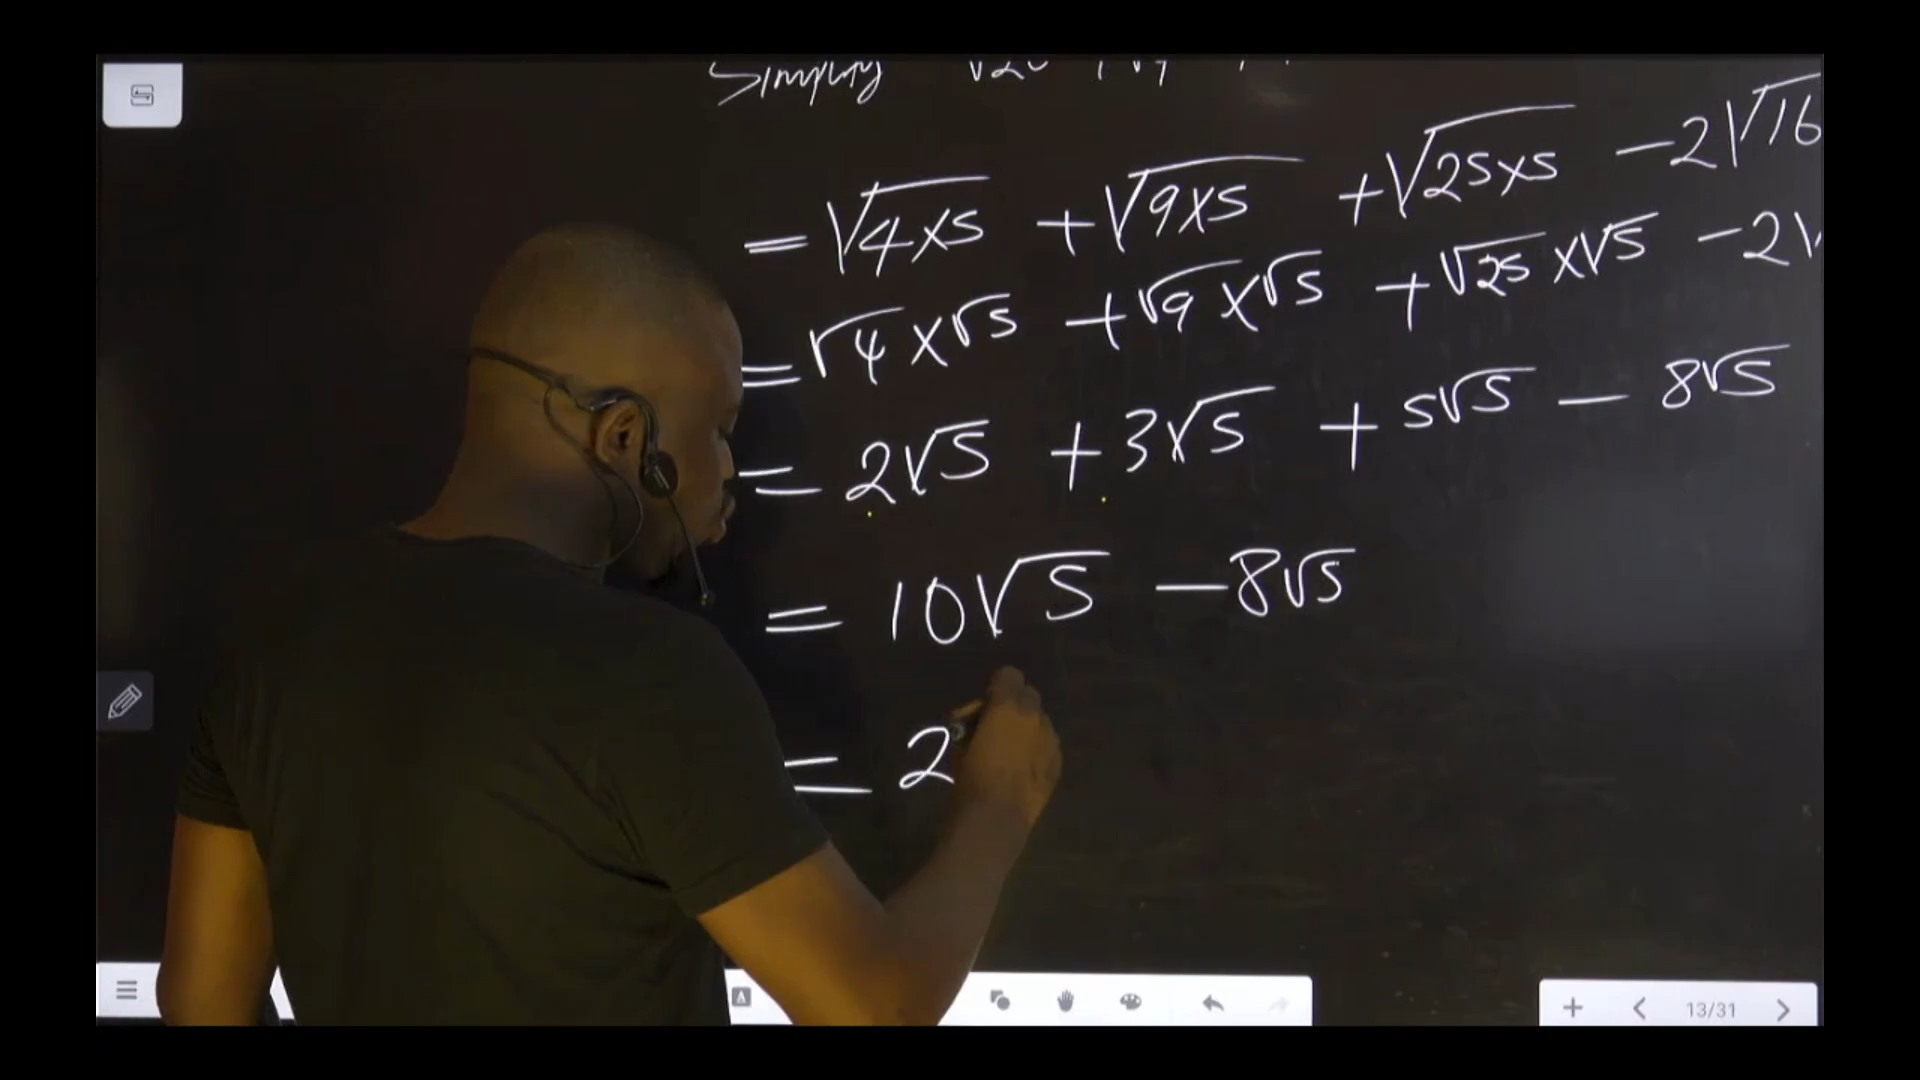 Simplify √20
= √4×5 + √9×5 + √25×5 − 2√16
= √4 × √5 + √9 × √5 + √25 × √5 − 2√
= 2√5 + 3√5 + 5√5 − 8√5
= 10√5 − 8√5
= 2
A
13/31